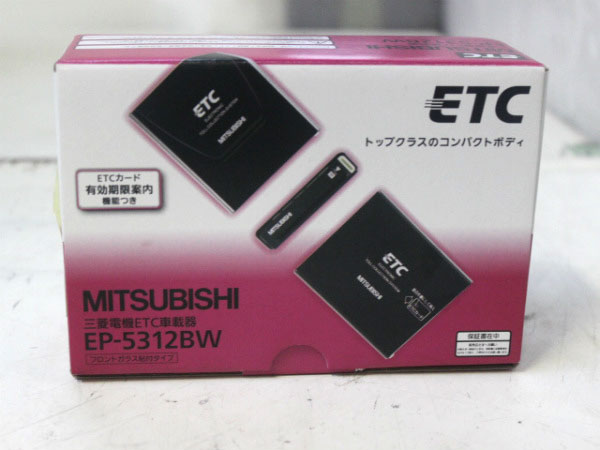 ETC
トップクラスのコンパクトボディ
ETCカード
有効期限案内
機能つき
ETC
MITSUBISHI
MITSUBISHI
ETC
MITSUBISHI
MITSUBISHI
三菱電機ETC車載器
EP-5312BW
フロントガラス貼付タイプ
保証書在中